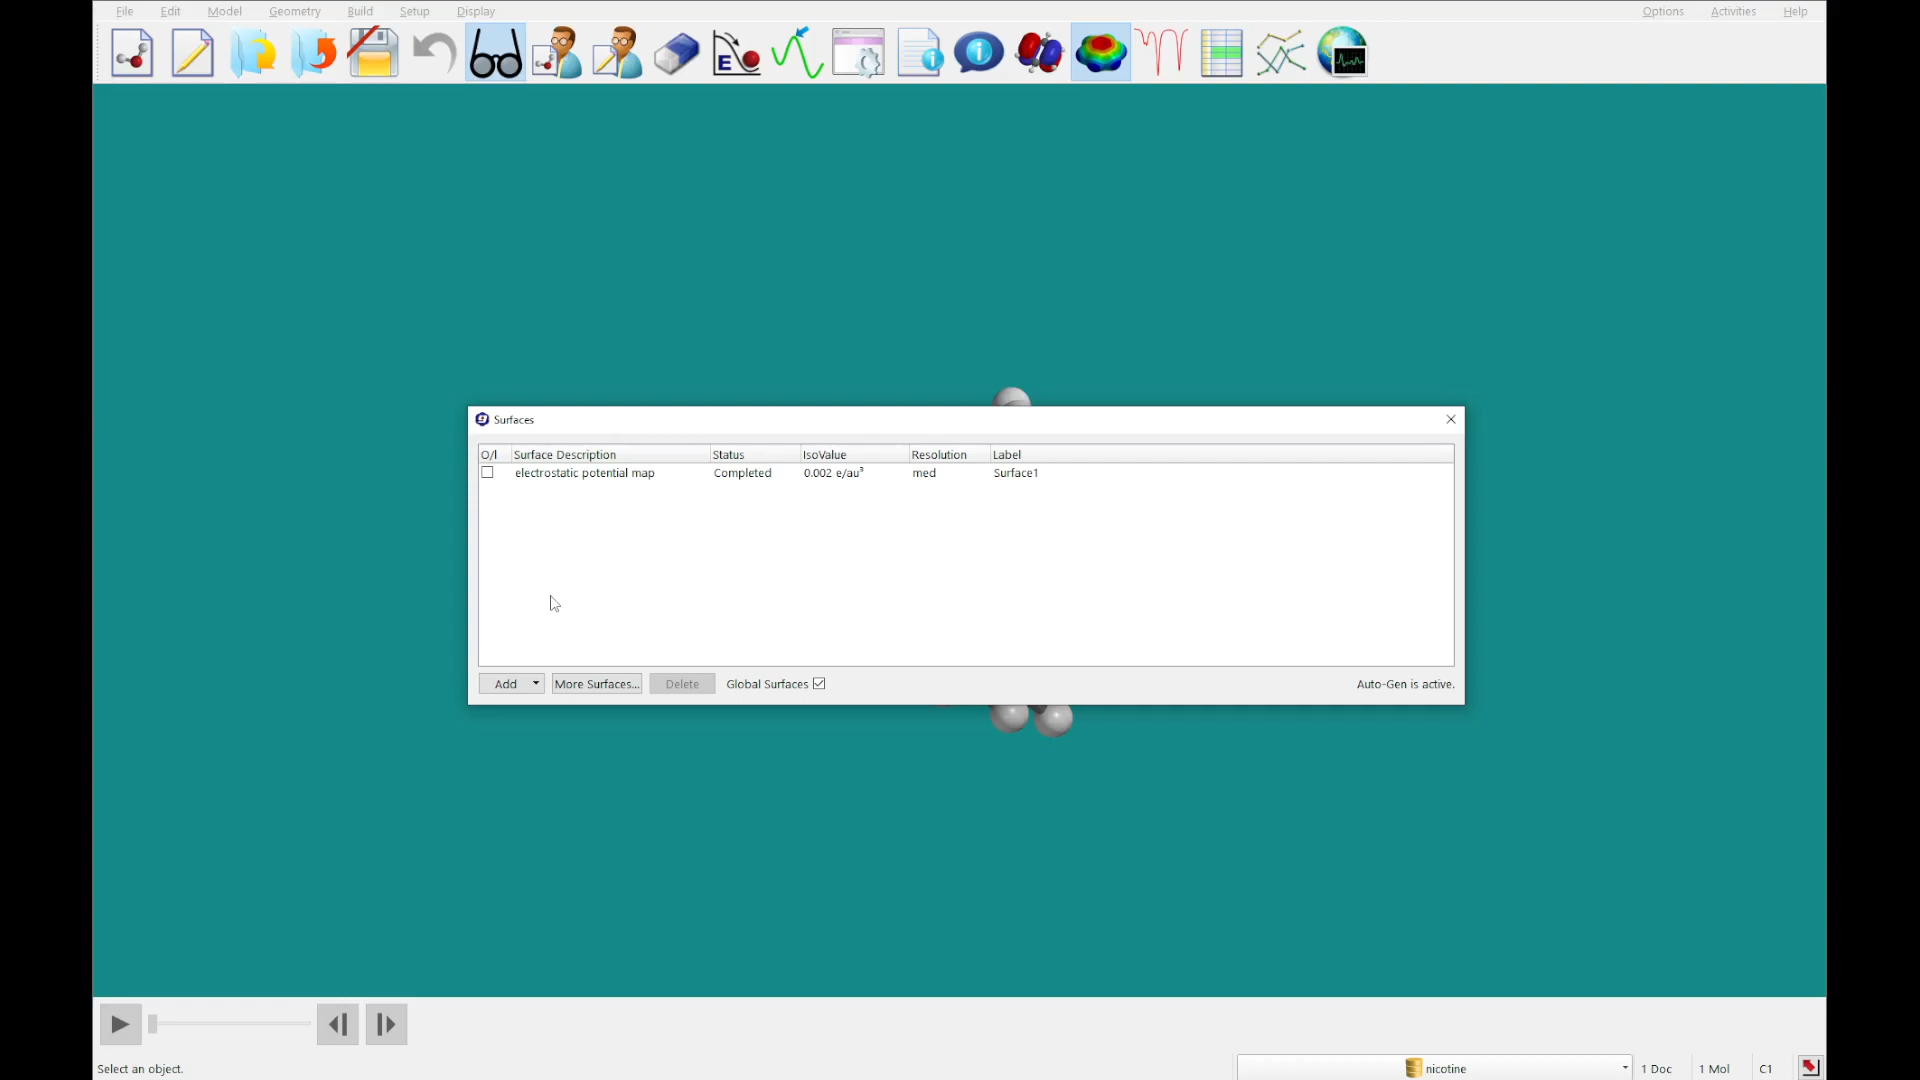 File Edit Model Geometry Build Setup Display Options Activities Help
E
Surfaces
O/I Surface Description Status IsoValue Resolution Label
electrostatic potential map Completed 0.002 e/au³ med Surface1
Add More Surfaces... Delete Global Surfaces Auto-Gen is active.
Select an object. nicotine 1 Doc 1 Mol C1